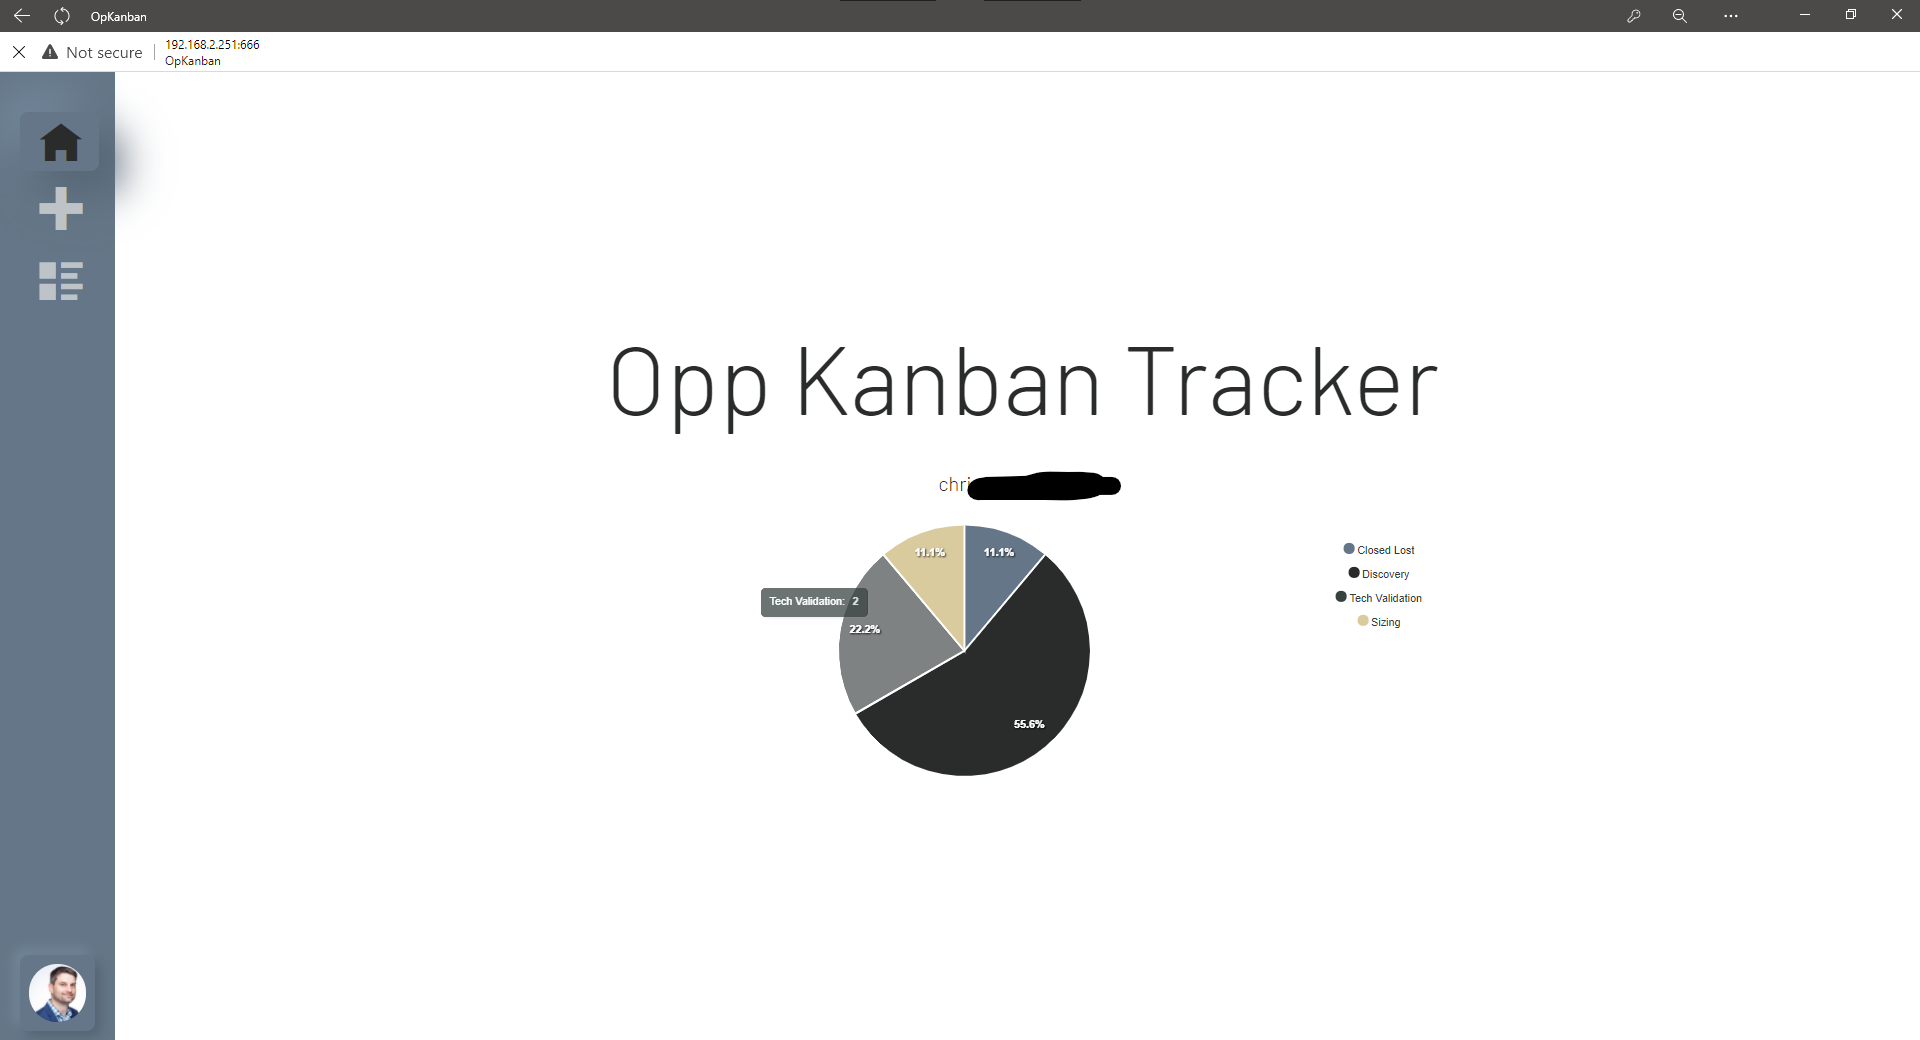 OpKanban
Not secure
192.168.2.251:666
OpKanban
Opp Kanban Tracker
chri
11.1%
11.1%
Closed Lost
Discovery
Tech Validation: 2
Tech Validation
22.2%
Sizing
55.6%